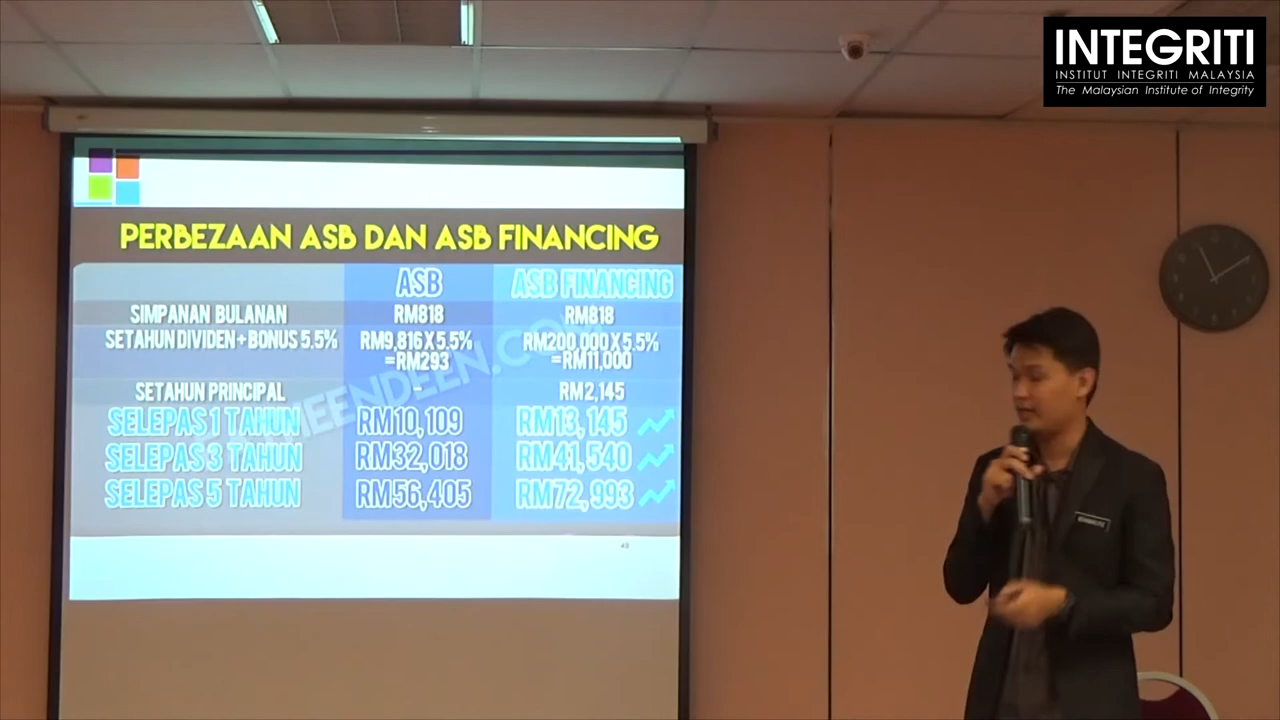 INTEGRITI
INSTITUT INTEGRITI MALAYSIA
The Malaysian Institute of Integrity
PERBEZAAN ASB DAN ASB FINANCING
ASB ASB FINANCING
SIMPANAN BULANAN RM818 RM818
SETAHUN DIVIDEN + BONUS 5.5% RM9,816 X 5.5% RM200,000 X 5.5%
=RM293 =RM11,000
SETAHUN PRINCIPAL - RM2,145
SELEPAS 1 TAHUN RM10,109 RM13,145
SELEPAS 3 TAHUN RM32,018 RM41,540
SELEPAS 5 TAHUN RM56,405 RM72,993